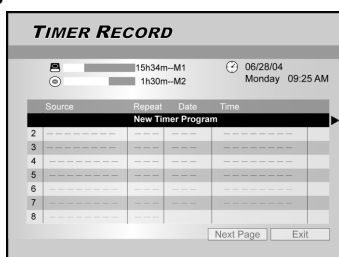 TIMER RECORD
15h34m--M1
06/28/04
1h30m--M2
Monday 09:25 AM
Source Repeat Date Time
New Timer Program
2
3
4
5
6
7
8
Next Page Exit